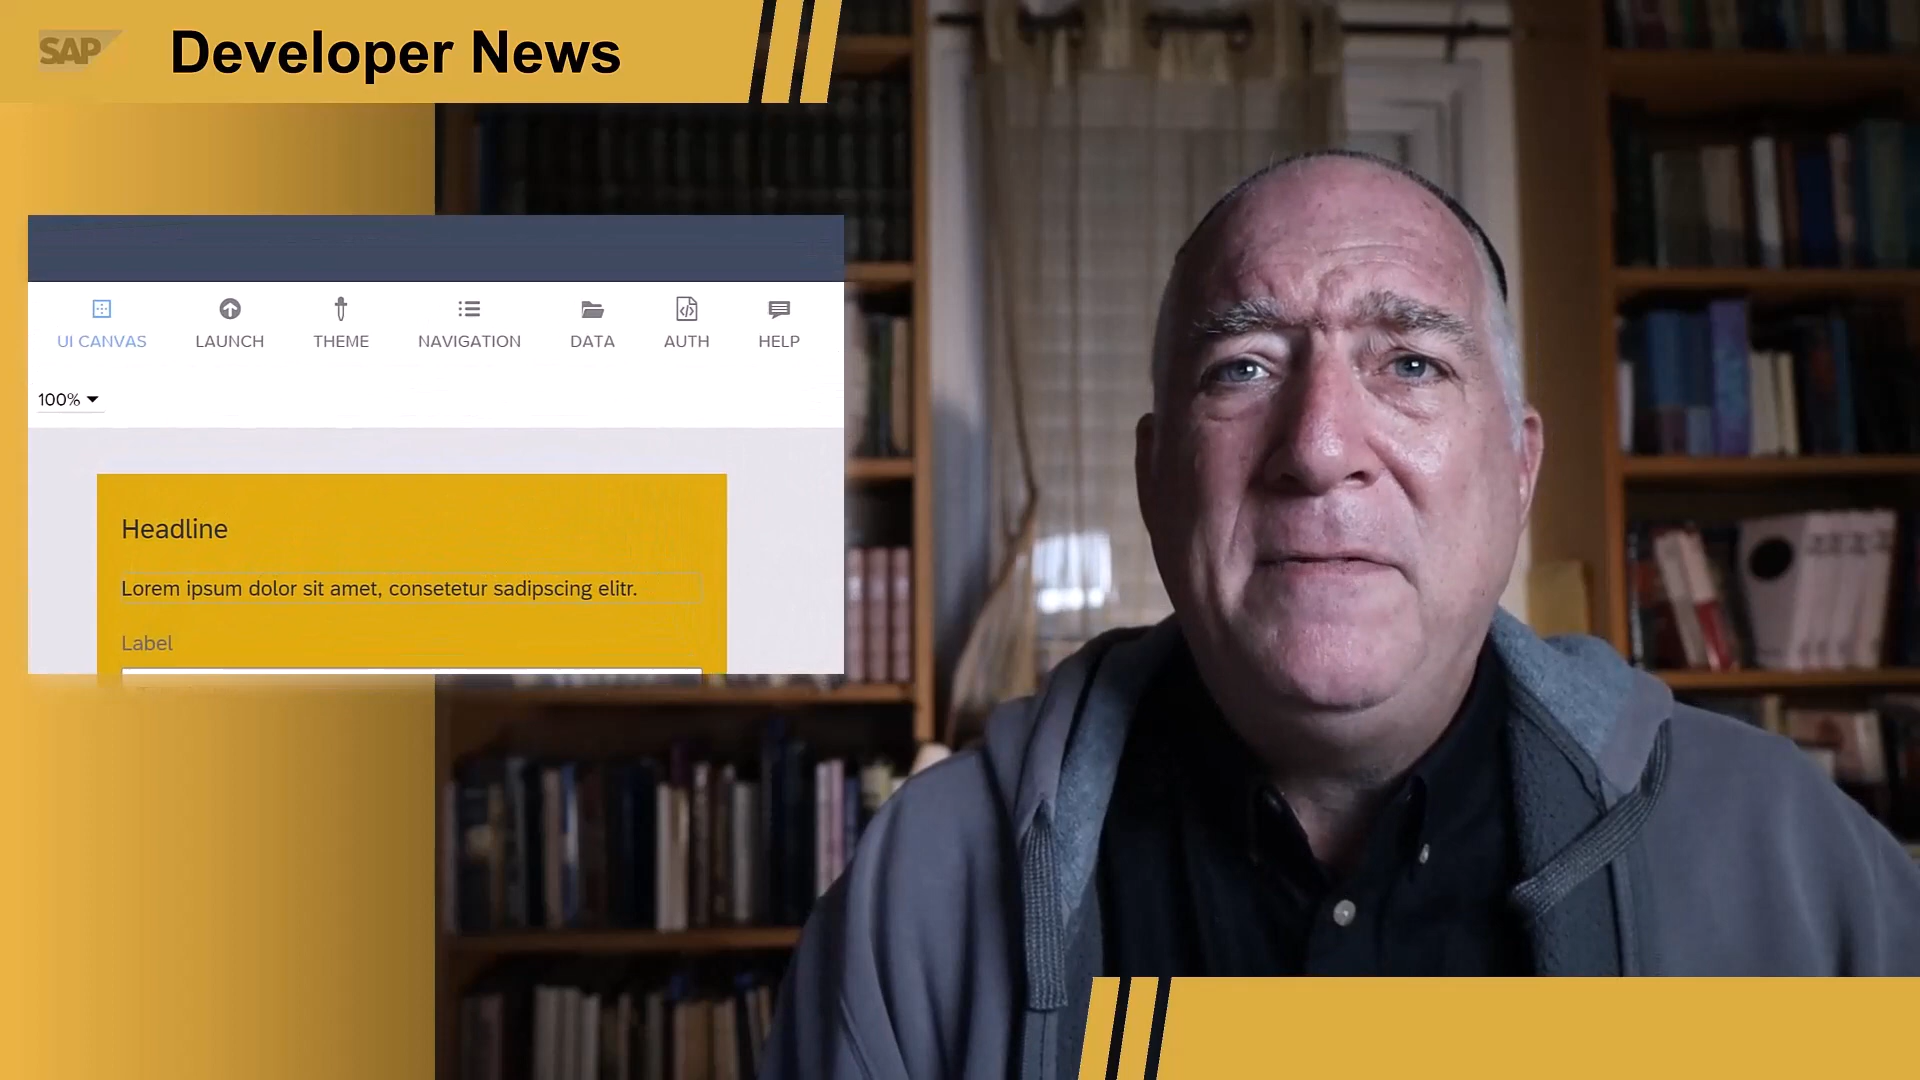 SAP Developer News
UI CANVAS LAUNCH THEME NAVIGATION DATA AUTH HELP
100%
Headline
Lorem ipsum dolor sit amet, consetetur sadipscing elitr.
Label